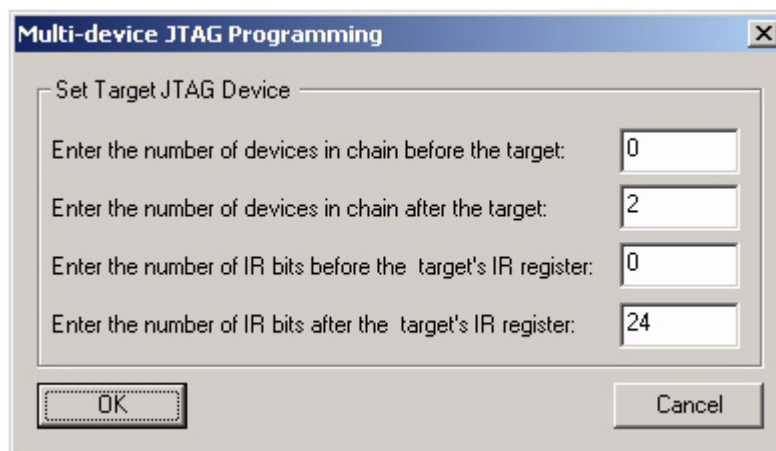 Multi-device JTAG Programming
Set Target JTAG Device
Enter the number of devices in chain before the target: 0
Enter the number of devices in chain after the target: 2
Enter the number of IR bits before the target's IR register: 0
Enter the number of IR bits after the target's IR register: 24
OK Cancel